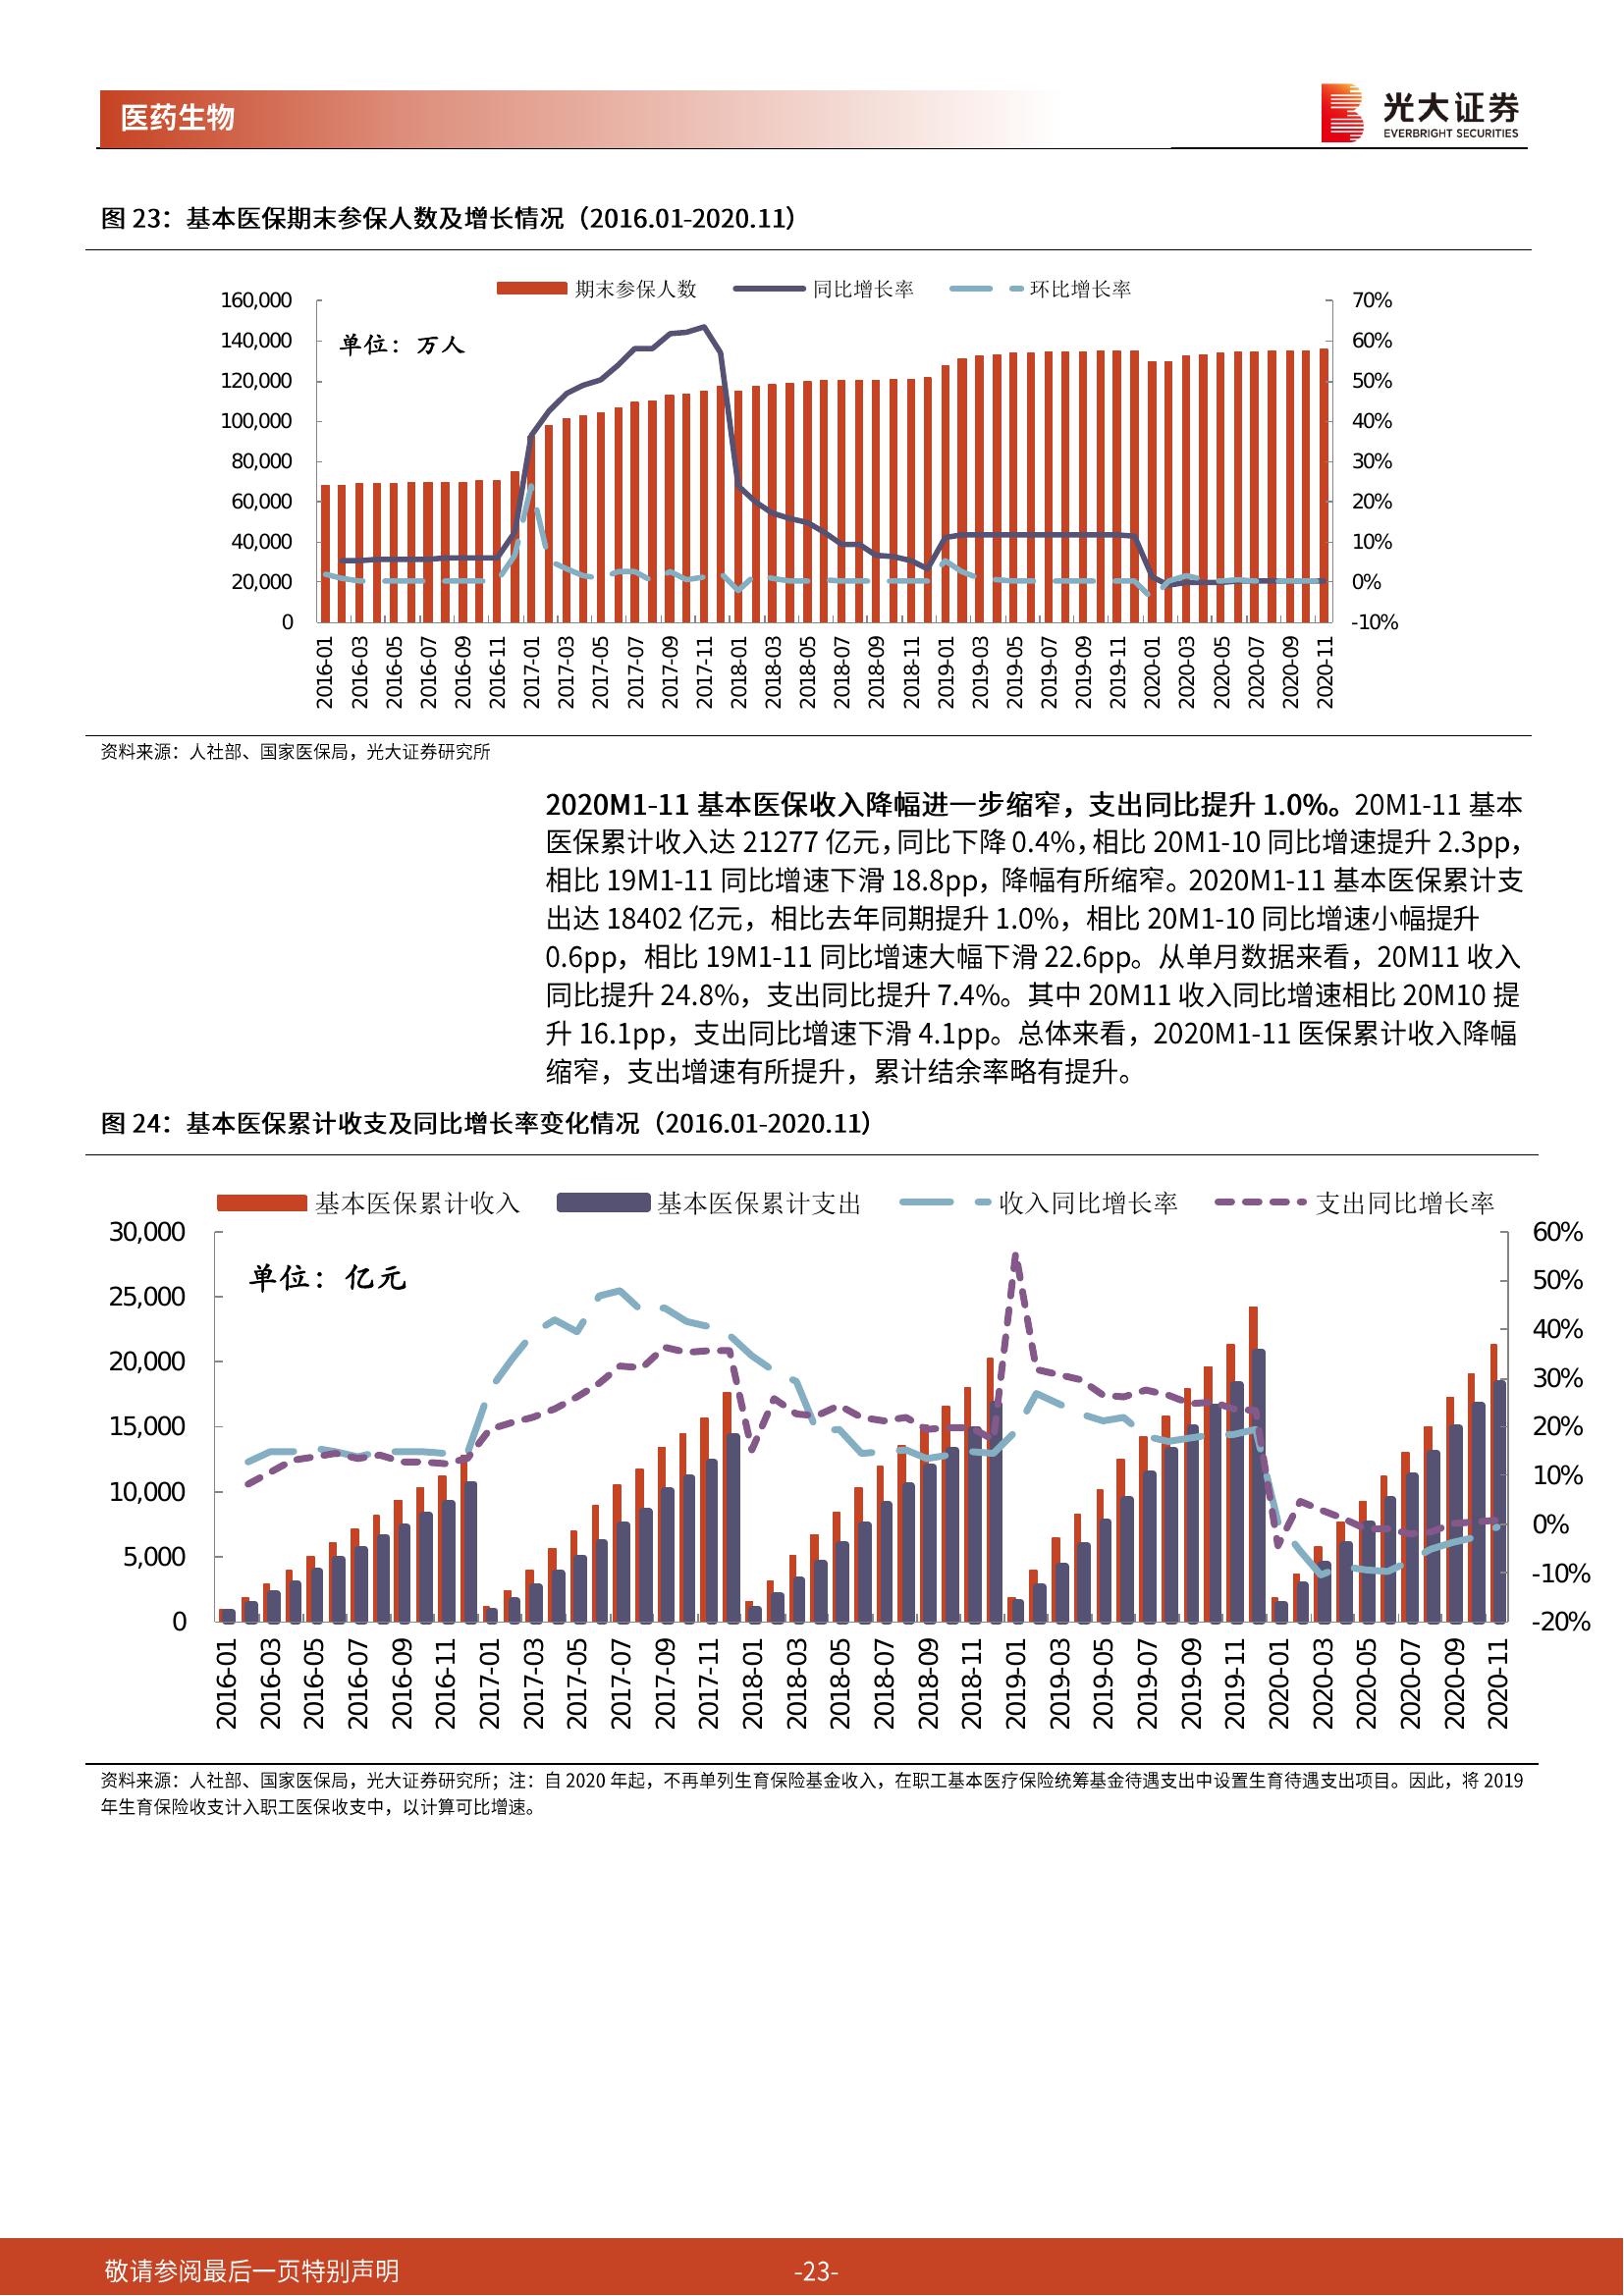 医药生物
光大证券
EVERBRIGHT SECURITIES
图 23：基本医保期末参保人数及增长情况（2016.01-2020.11）
期末参保人数 同比增长率 环比增长率
单位：万人
160,000
140,000
120,000
100,000
80,000
60,000
40,000
20,000
0
70%
60%
50%
40%
30%
20%
10%
0%
-10%
2016-01 2016-03 2016-05 2016-07 2016-09 2016-11 2017-01 2017-03 2017-05 2017-07 2017-09 2017-11 2018-01 2018-03 2018-05 2018-07 2018-09 2018-11 2019-01 2019-03 2019-05 2019-07 2019-09 2019-11 2020-01 2020-03 2020-05 2020-07 2020-09 2020-11
资料来源：人社部、国家医保局，光大证券研究所
2020M1-11 基本医保收入降幅进一步缩窄，支出同比提升 1.0%。20M1-11 基本
医保累计收入达 21277 亿元，同比下降 0.4%，相比 20M1-10 同比增速提升 2.3pp，
相比 19M1-11 同比增速下滑 18.8pp，降幅有所缩窄。2020M1-11 基本医保累计支
出达 18402 亿元，相比去年同期提升 1.0%，相比 20M1-10 同比增速小幅提升
0.6pp，相比 19M1-11 同比增速大幅下滑 22.6pp。从单月数据来看，20M11 收入
同比提升 24.8%，支出同比提升 7.4%。其中 20M11 收入同比增速相比 20M10 提
升 16.1pp，支出同比增速下滑 4.1pp。总体来看，2020M1-11 医保累计收入降幅
缩窄，支出增速有所提升，累计结余率略有提升。
图 24：基本医保累计收支及同比增长率变化情况（2016.01-2020.11）
基本医保累计收入 基本医保累计支出 收入同比增长率 支出同比增长率
单位：亿元
30,000
25,000
20,000
15,000
10,000
5,000
0
60%
50%
40%
30%
20%
10%
0%
-10%
-20%
2016-01 2016-03 2016-05 2016-07 2016-09 2016-11 2017-01 2017-03 2017-05 2017-07 2017-09 2017-11 2018-01 2018-03 2018-05 2018-07 2018-09 2018-11 2019-01 2019-03 2019-05 2019-07 2019-09 2019-11 2020-01 2020-03 2020-05 2020-07 2020-09 2020-11
资料来源：人社部、国家医保局，光大证券研究所；注：自 2020 年起，不再单列生育保险基金收入，在职工基本医疗保险统筹基金待遇支出中设置生育待遇支出项目。因此，将 2019
年生育保险收支计入职工医保收支中，以计算可比增速。
敬请参阅最后一页特别声明
-23-